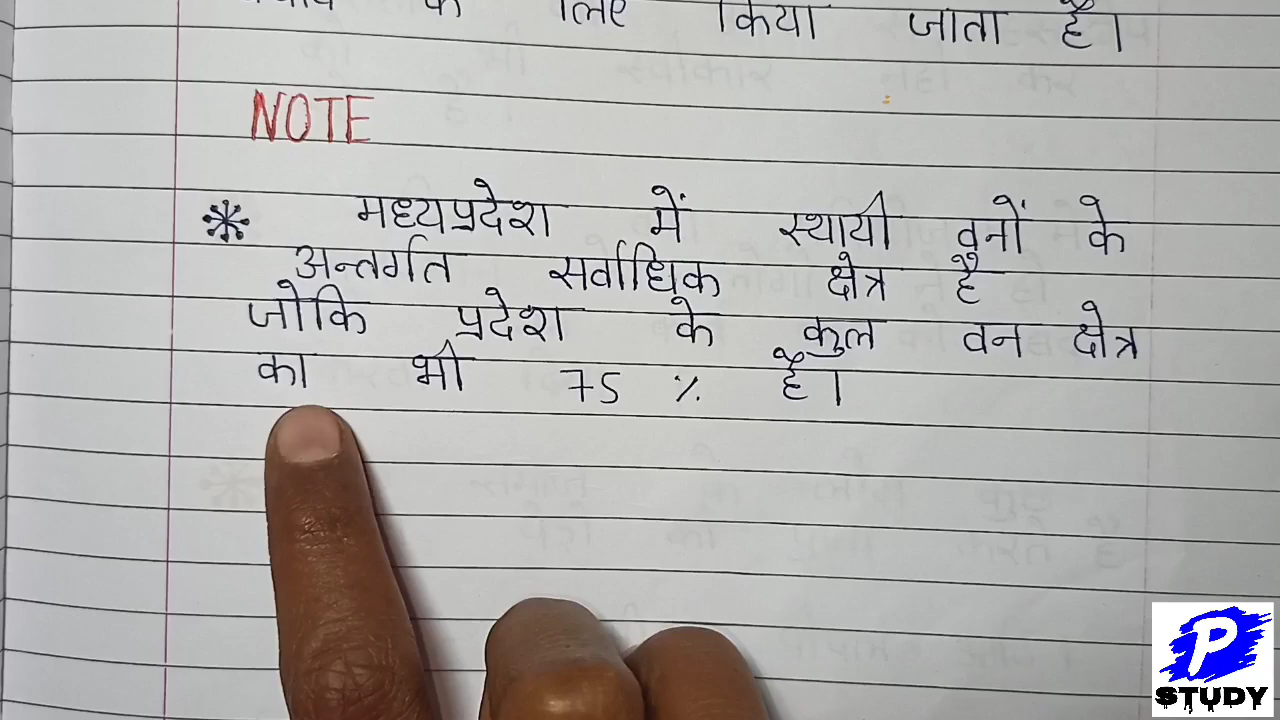 के लिए किया जाता है।
NOTE
* मध्यप्रदेश में स्थायी वनों के
अन्तर्गत सर्वाधिक क्षेत्र है
जोकि प्रदेश के कुल वन क्षेत्र
का भी 75 % है।
P
STUDY